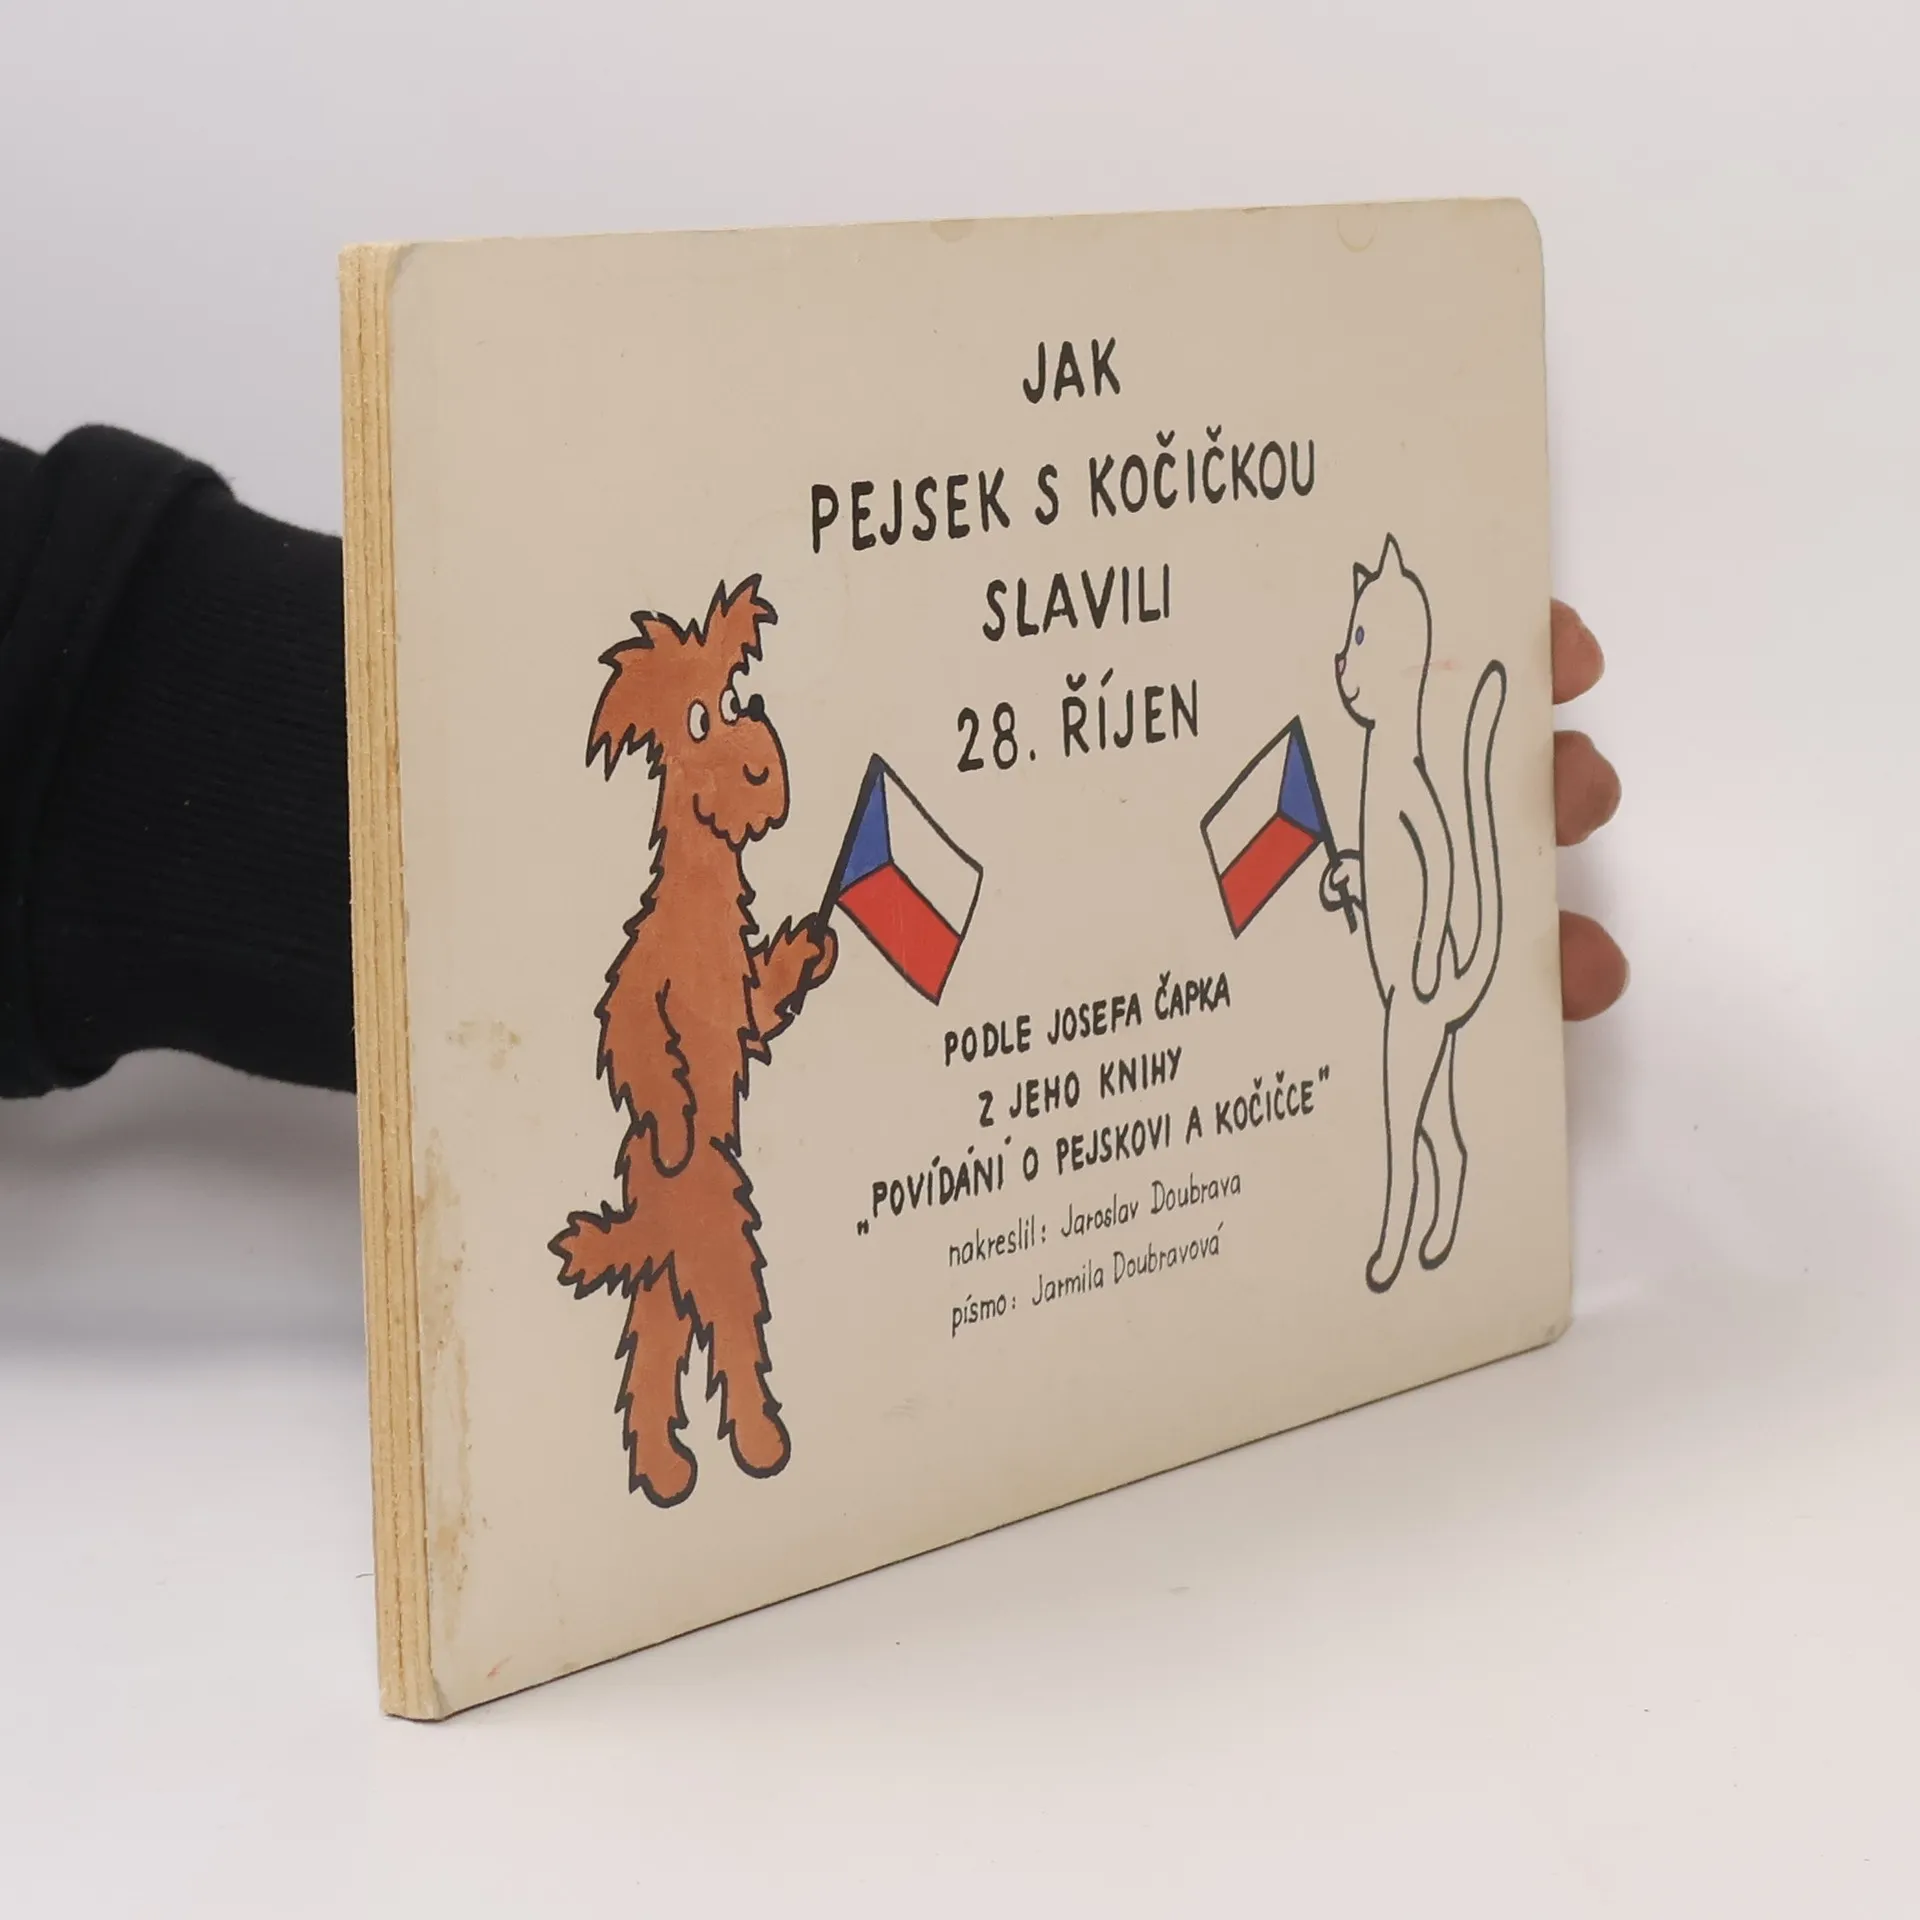 JAK
PEJSEK S KOČIČKOU
SLAVILI
28. ŘÍJEN
PODLE JOSEFA ČAPKA
Z JEHO KNIHY
„POVÍDÁNÍ O PEJSKOVI A KOČIČCE"
nakreslil: Jaroslav Doubrava
písmo: Jarmila Doubravová